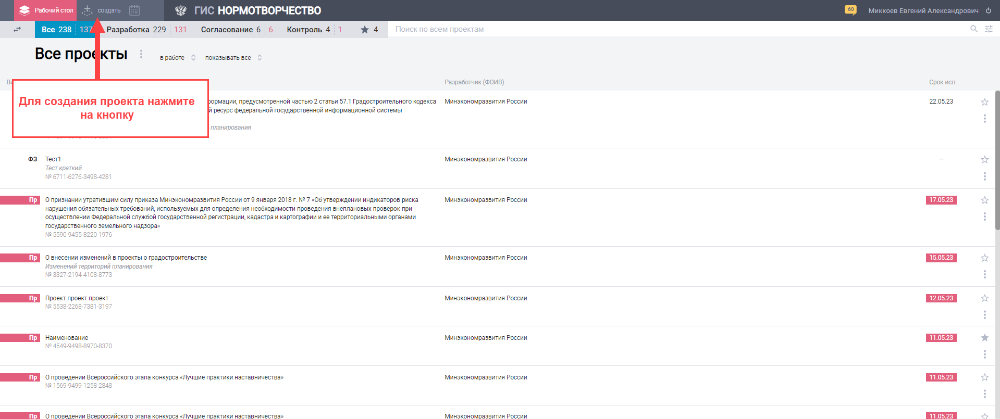 Рабочий стол создать ГИС НОРМОТВОРЧЕСТВО 60 Миккоев Евгений Александрович
Все 238 137 Разработка 229 131 Согласование 6 6 Контроль 4 1 4 Поиск по всем проектам
Все проекты в работе показывать все
Разработчик (ФОИВ) Срок исп.
Для создания проекта нажмите
на кнопку
предусмотренной частью 2 статьи 57.1 Градостроительного кодекса Минэкономразвития России 22.05.23
ресурс федеральной государственной информационной системы
планирования
ФЗ Тест1 Минэкономразвития России –
Тест краткий
№ 6711-6276-3498-4281
Пр О признании утратившим силу приказа Минэкономразвития России от 9 января 2018 г. № 7 «Об утверждении индикаторов риска Минэкономразвития России 17.05.23
нарушения обязательных требований, используемых для определения необходимости проведения внеплановых проверок при
осуществлении Федеральной службой государственной регистрации, кадастра и картографии и ее территориальными органами
государственного земельного надзора»
№ 5590-9455-8220-1976
Пр О внесении изменений в проекты о градостроительстве Минэкономразвития России 15.05.23
Изменений территорий планирования
№ 3327-2194-4108-8773
Пр Проект проект проект Минэкономразвития России 12.05.23
№ 5538-2268-7381-3197
Пр Наименование Минэкономразвития России 11.05.23
№ 4549-9498-8970-8370
Пр О проведении Всероссийского этапа конкурса «Лучшие практики наставничества» Минэкономразвития России 11.05.23
№ 1569-9499-1258-2848
Пр О проведении Всероссийского этапа конкурса «Лучшие практики наставничества» Минэкономразвития России 11.05.23